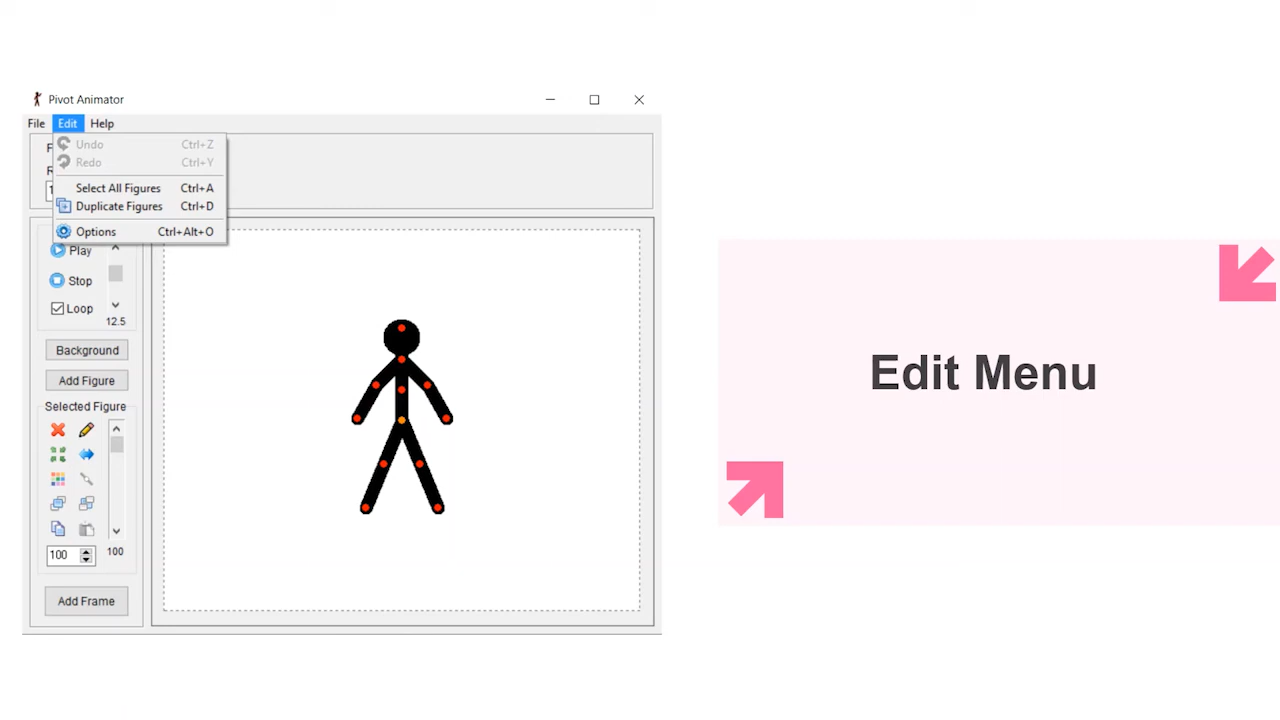 Pivot Animator
File Edit Help
Undo Ctrl+Z
Redo Ctrl+Y
Select All Figures Ctrl+A
Duplicate Figures Ctrl+D
Options Ctrl+Alt+O
Play
Stop
Loop
12.5
Background
Add Figure
Selected Figure
100
100
Add Frame
Edit Menu